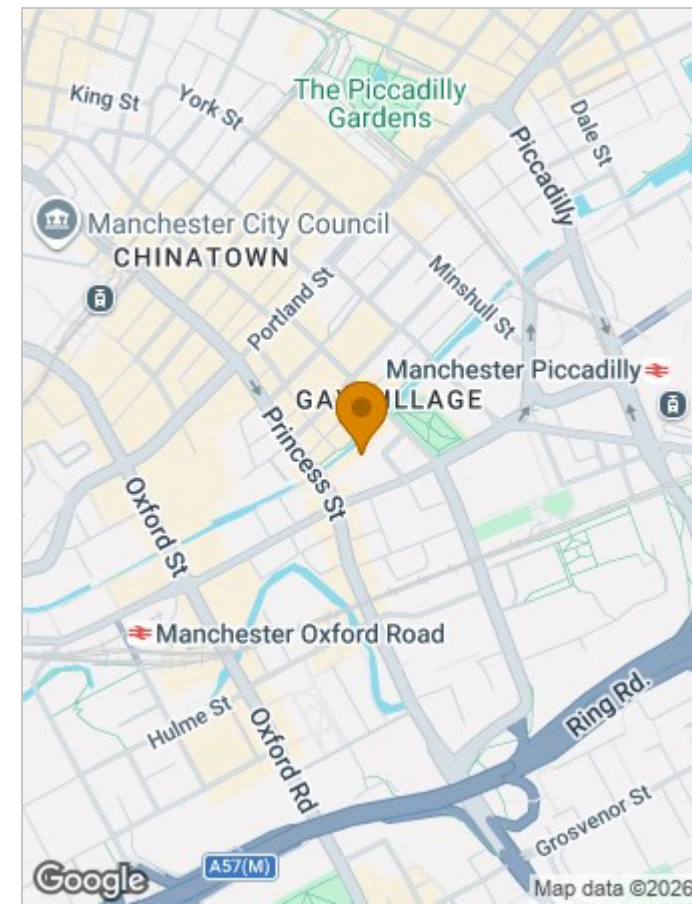 King St
York St
The Piccadilly
Gardens
Dale St
Piccadilly
Manchester City Council
CHINATOWN
Portland St
Minshull St
Manchester Piccadilly
VILLAGE
Princess St
Oxford St
Manchester Oxford Road
Hulme St
Oxford Rd
Ring Rd.
Grosvenor St
A57(M)
Google
Map data ©2026